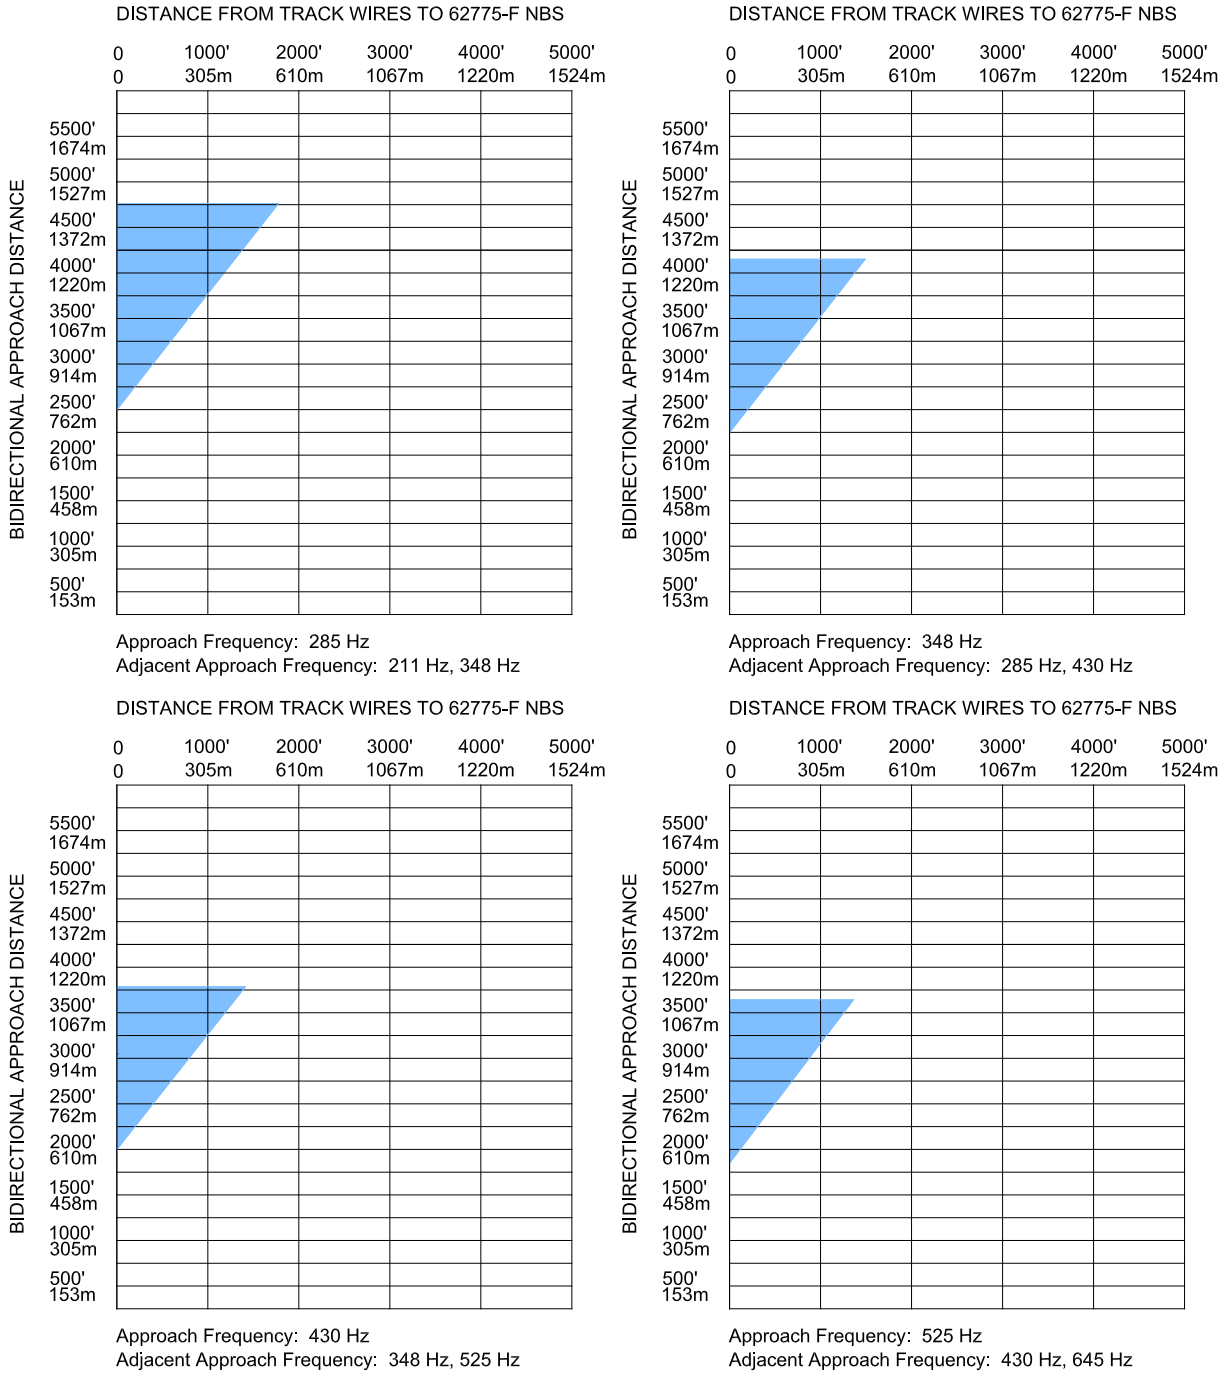 DISTANCE FROM TRACK WIRES TO 62775-F NBS
0 1000' 2000' 3000' 4000' 5000'
0 305m 610m 1067m 1220m 1524m
BIDIRECTIONAL APPROACH DISTANCE
5500'
1674m
5000'
1527m
4500'
1372m
4000'
1220m
3500'
1067m
3000'
914m
2500'
762m
2000'
610m
1500'
458m
1000'
305m
500'
153m
Approach Frequency: 285 Hz
Adjacent Approach Frequency: 211 Hz, 348 Hz
DISTANCE FROM TRACK WIRES TO 62775-F NBS
0 1000' 2000' 3000' 4000' 5000'
0 305m 610m 1067m 1220m 1524m
BIDIRECTIONAL APPROACH DISTANCE
5500'
1674m
5000'
1527m
4500'
1372m
4000'
1220m
3500'
1067m
3000'
914m
2500'
762m
2000'
610m
1500'
458m
1000'
305m
500'
153m
Approach Frequency: 348 Hz
Adjacent Approach Frequency: 285 Hz, 430 Hz
DISTANCE FROM TRACK WIRES TO 62775-F NBS
0 1000' 2000' 3000' 4000' 5000'
0 305m 610m 1067m 1220m 1524m
BIDIRECTIONAL APPROACH DISTANCE
5500'
1674m
5000'
1527m
4500'
1372m
4000'
1220m
3500'
1067m
3000'
914m
2500'
762m
2000'
610m
1500'
458m
1000'
305m
500'
153m
Approach Frequency: 430 Hz
Adjacent Approach Frequency: 348 Hz, 525 Hz
DISTANCE FROM TRACK WIRES TO 62775-F NBS
0 1000' 2000' 3000' 4000' 5000'
0 305m 610m 1067m 1220m 1524m
BIDIRECTIONAL APPROACH DISTANCE
5500'
1674m
5000'
1527m
4500'
1372m
4000'
1220m
3500'
1067m
3000'
914m
2500'
762m
2000'
610m
1500'
458m
1000'
305m
500'
153m
Approach Frequency: 525 Hz
Adjacent Approach Frequency: 430 Hz, 645 Hz